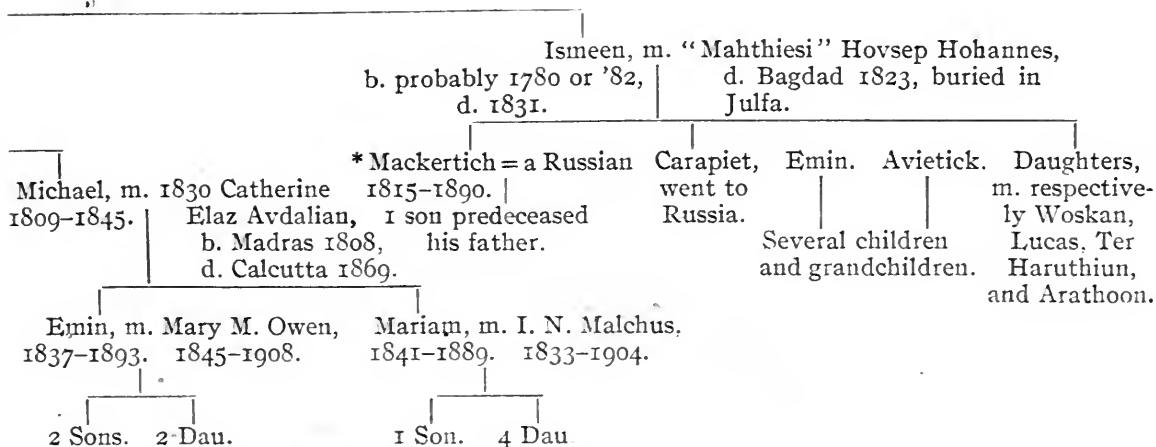 Ismeen, m. "Mahthiesi" Hovsep Hohannes,
b. probably 1780 or '82,
d. 1831.
d. Bagdad 1823, buried in
Julfa.
Michael, m. 1830 Catherine
1809–1845.
Elaz Avdalian,
b. Madras 1808,
d. Calcutta 1869.
* Mackertich = a Russian
1815–1890.
1 son predeceased
his father.
Carapiet,
went to
Russia.
Emin. Avietick.
Several children
and grandchildren.
Daughters,
m. respective-
ly Woskan,
Lucas, Ter
Haruthiun,
and Arathoon.
Emin, m. Mary M. Owen,
1837–1893. 1845–1908.
Mariam, m. I. N. Malchus.
1841–1889. 1833–1904.
2 Sons. 2 Dau.
1 Son. 4 Dau